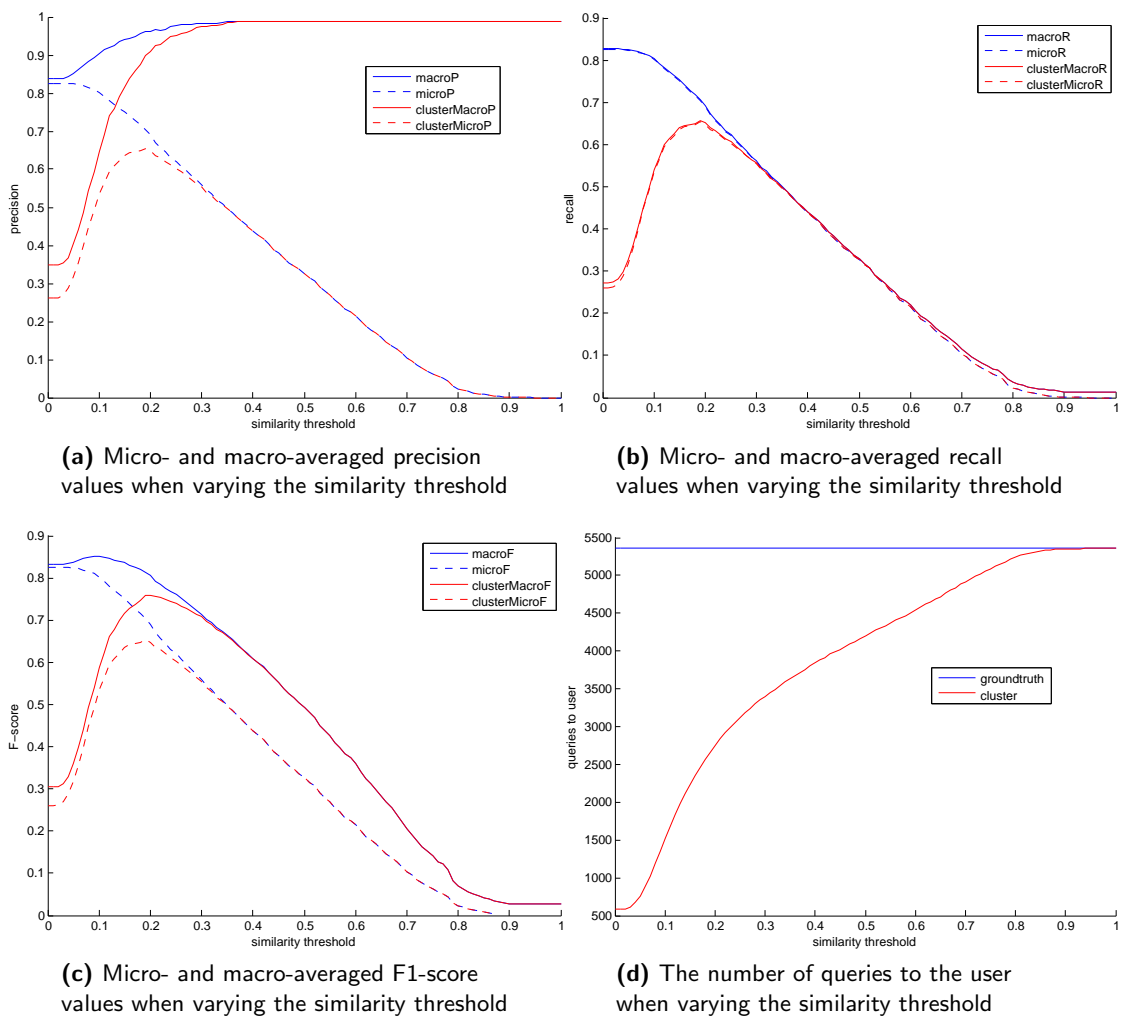 1
0.9
0.8
0.7
0.6
0.5
0.4
0.3
0.2
0.1
0
precision
macroP
microP
clusterMacroP
clusterMicroP
0 0.1 0.2 0.3 0.4 0.5 0.6 0.7 0.8 0.9 1
similarity threshold
(a) Micro- and macro-averaged precision
values when varying the similarity threshold
0.9
0.8
0.7
0.6
0.5
0.4
0.3
0.2
0.1
0
recall
macroR
microR
clusterMacroR
clusterMicroR
0 0.1 0.2 0.3 0.4 0.5 0.6 0.7 0.8 0.9 1
similarity threshold
(b) Micro- and macro-averaged recall
values when varying the similarity threshold
0.9
0.8
0.7
0.6
0.5
0.4
0.3
0.2
0.1
0
F−score
macroF
microF
clusterMacroF
clusterMicroF
0 0.1 0.2 0.3 0.4 0.5 0.6 0.7 0.8 0.9 1
similarity threshold
(c) Micro- and macro-averaged F1-score
values when varying the similarity threshold
5500
5000
4500
4000
3500
3000
2500
2000
1500
1000
500
queries to user
groundtruth
cluster
0 0.1 0.2 0.3 0.4 0.5 0.6 0.7 0.8 0.9 1
similarity threshold
(d) The number of queries to the user
when varying the similarity threshold